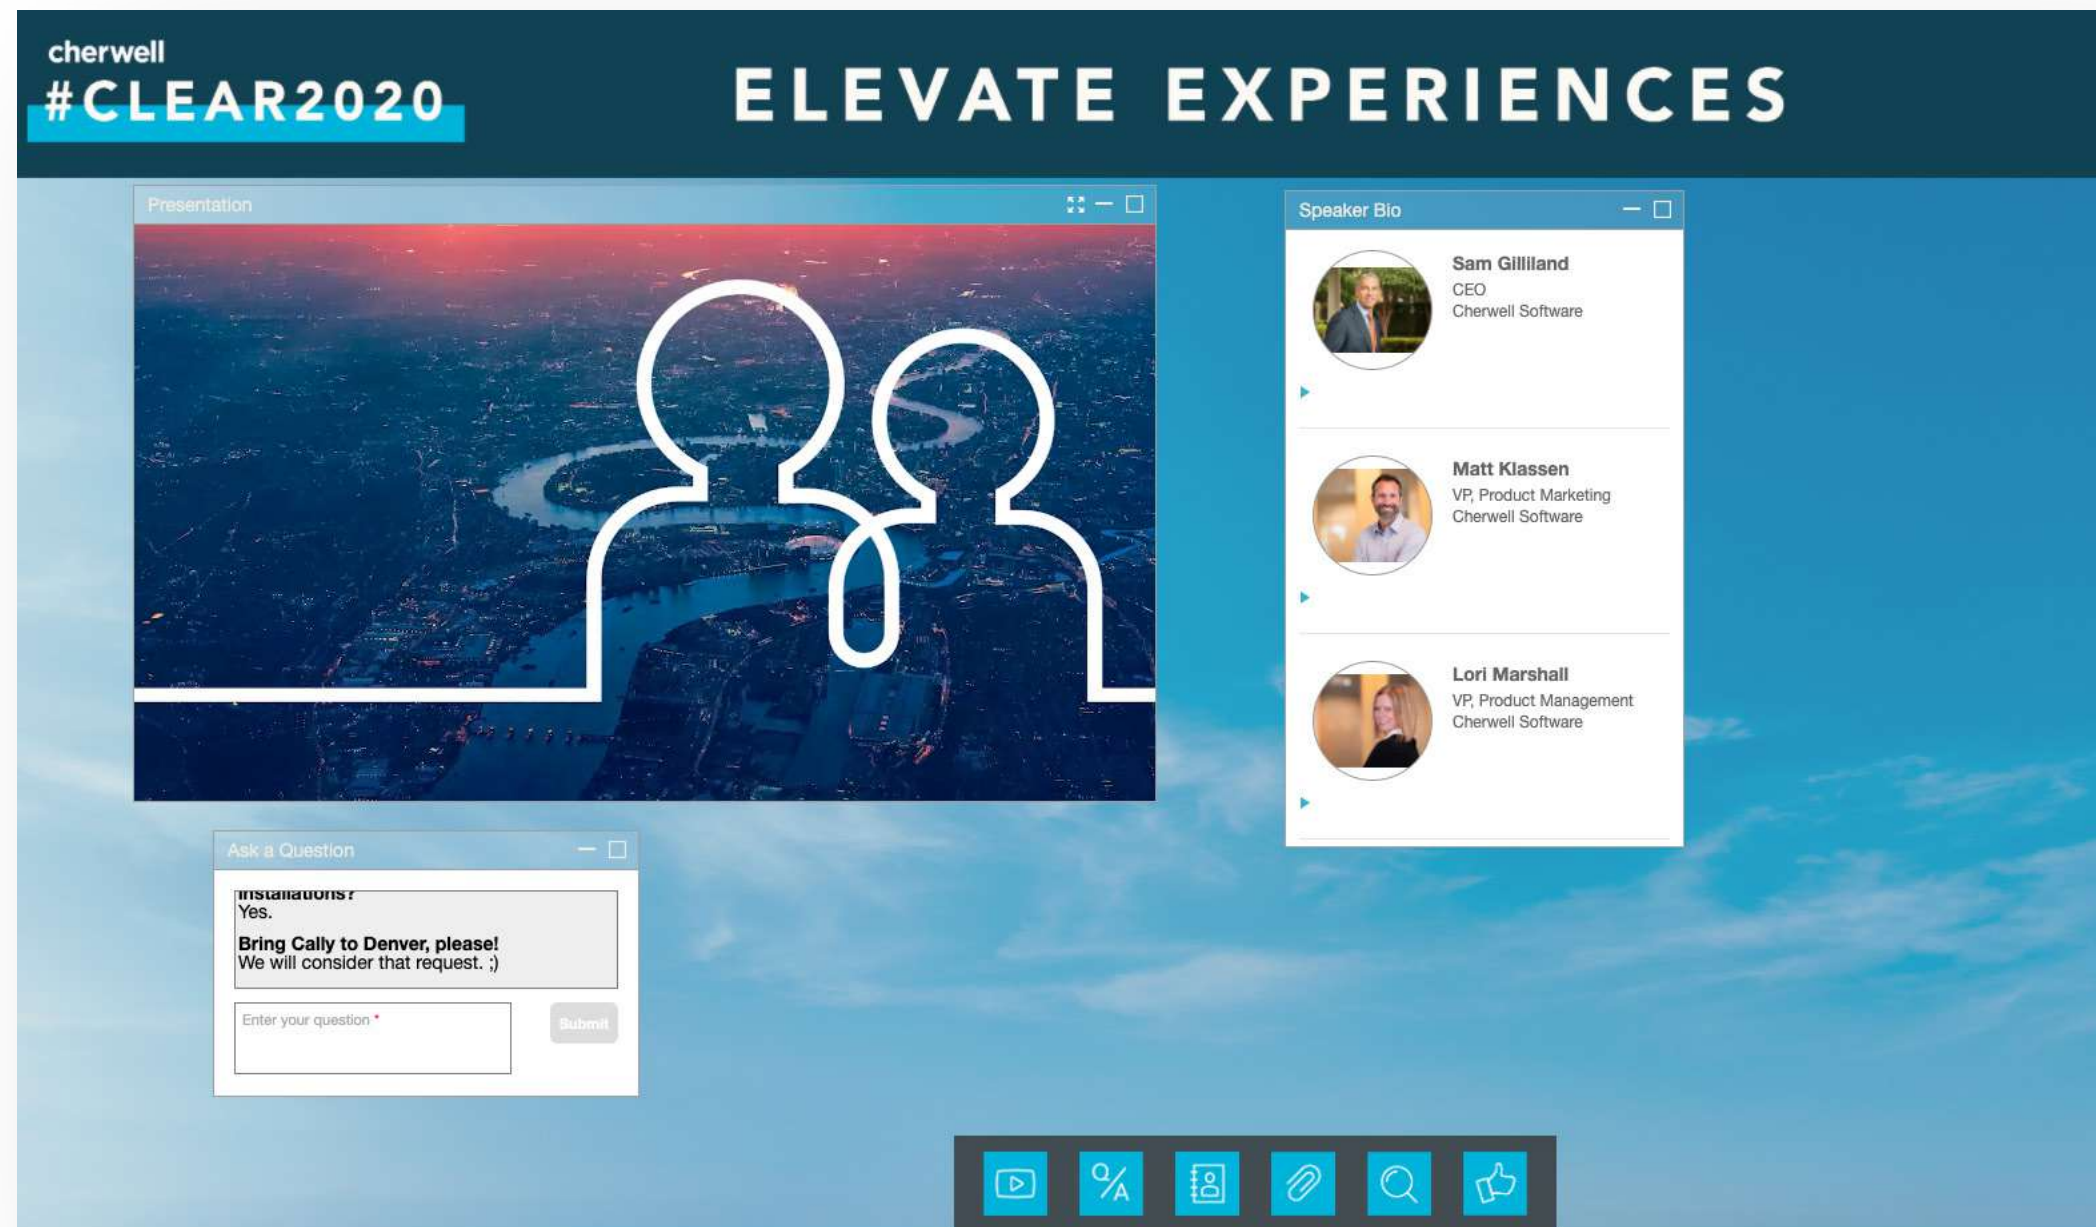 cherwell
#CLEAR2020
ELEVATE EXPERIENCES
Presentation
Speaker Bio
Sam Gilliland
CEO
Cherwell Software
Matt Klassen
VP, Product Marketing
Cherwell Software
Lori Marshall
VP, Product Management
Cherwell Software
Ask a Question
installations?
Yes.
Bring Cally to Denver, please!
We will consider that request. ;)
Enter your question *
Submit
Q/A